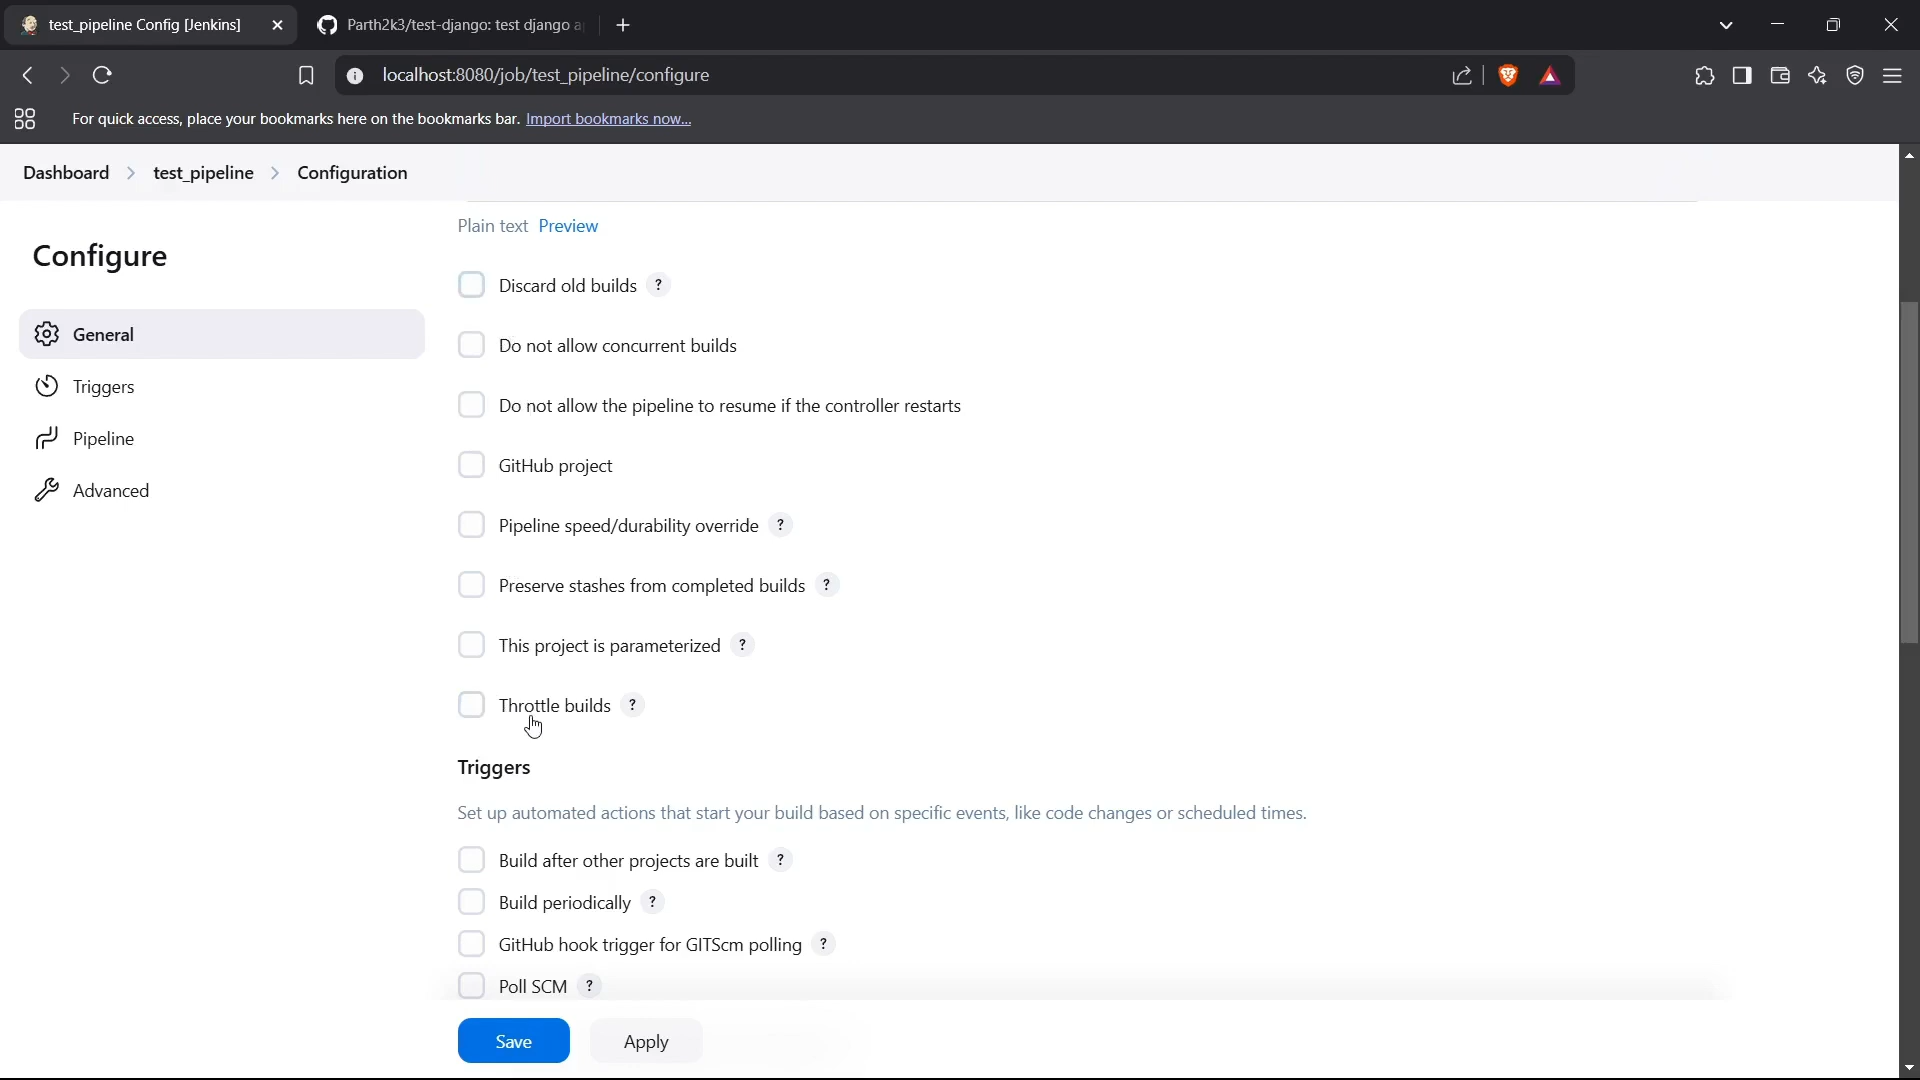 test_pipeline Config [Jenkins]
Parth2k3/test-django: test django a
localhost:8080/job/test_pipeline/configure
For quick access, place your bookmarks here on the bookmarks bar. Import bookmarks now...
Dashboard > test_pipeline > Configuration
Configure
General
Triggers
Pipeline
Advanced
Plain text Preview
Discard old builds ?
Do not allow concurrent builds
Do not allow the pipeline to resume if the controller restarts
GitHub project
Pipeline speed/durability override ?
Preserve stashes from completed builds ?
This project is parameterized ?
Throttle builds ?
Triggers
Set up automated actions that start your build based on specific events, like code changes or scheduled times.
Build after other projects are built ?
Build periodically ?
GitHub hook trigger for GITScm polling ?
Poll SCM ?
Save
Apply